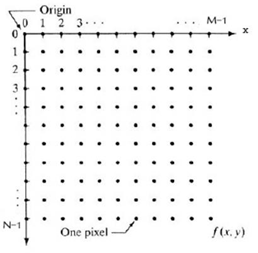 Origin
0 1 2 3 ··· ··· M-1
x
0
1
2
3
⋮
⋮
N-1
One pixel
f(x, y)